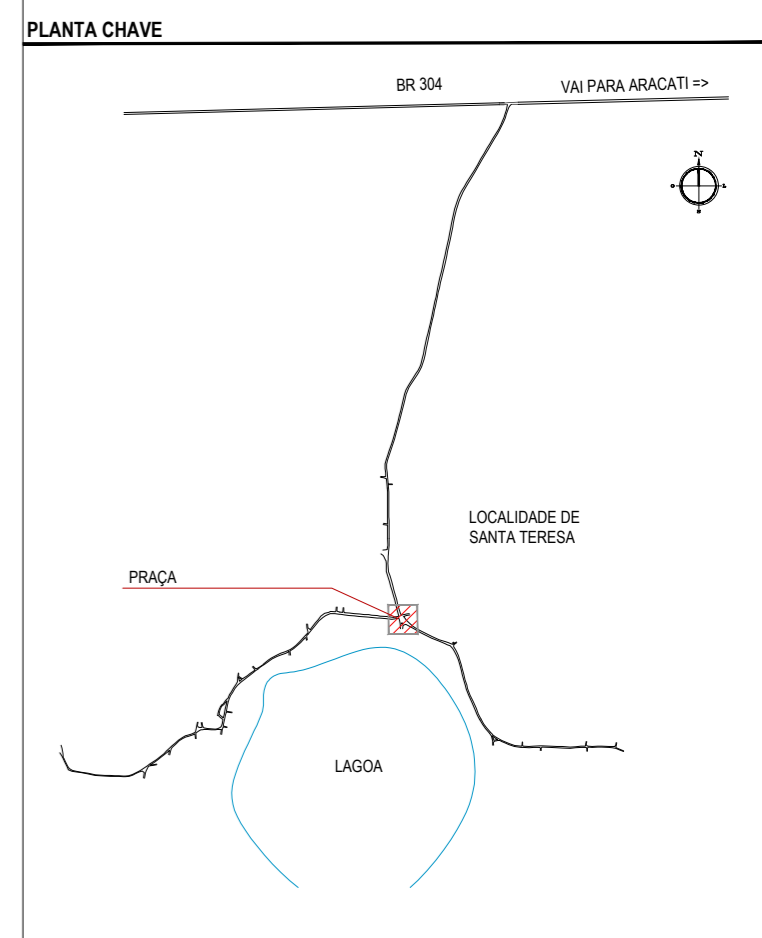 PLANTA CHAVE
BR 304
VAI PARA ARACATI =>
N
O
L
S
LOCALIDADE DE
SANTA TERESA
PRAÇA
LAGOA